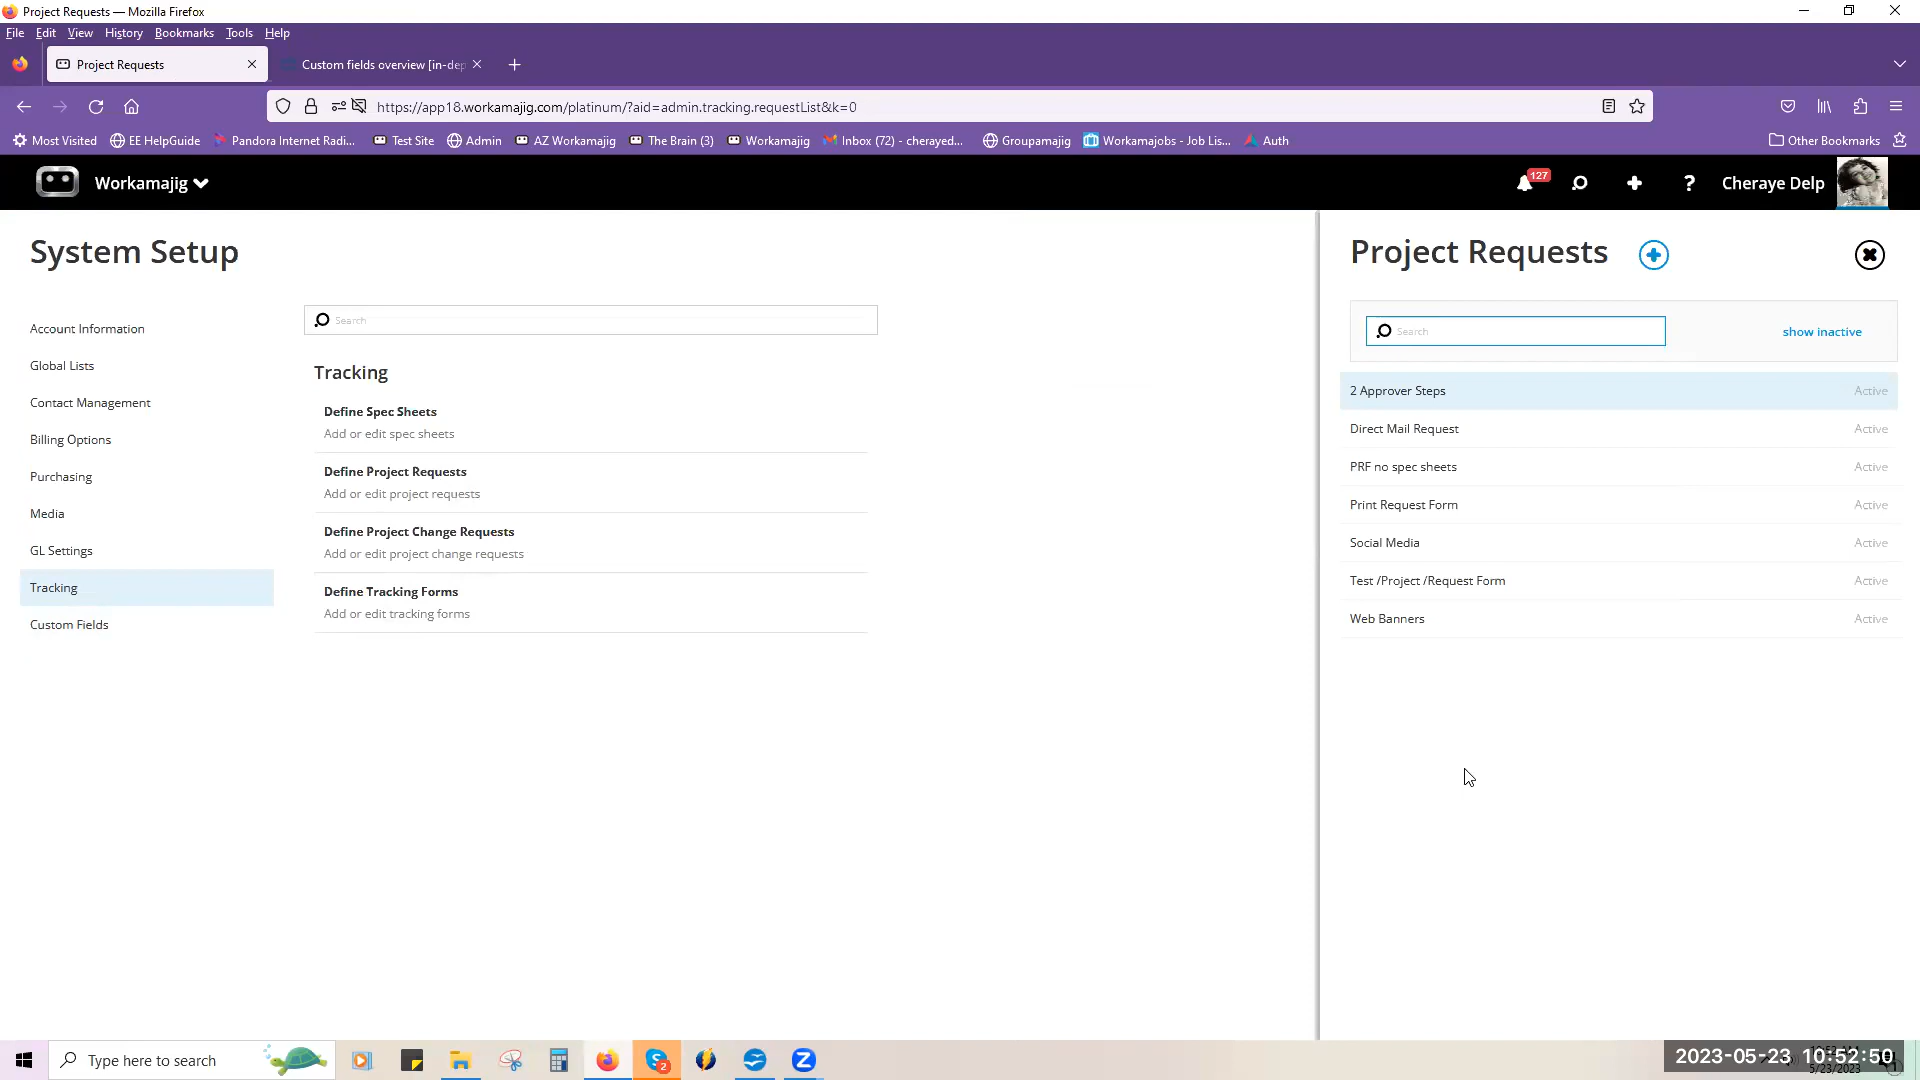 Project Requests — Mozilla Firefox
File Edit View History Bookmarks Tools Help
Project Requests
Custom fields overview [in-dep
https://app18.workamajig.com/platinum/?aid=admin.tracking.requestList&k=0
Most Visited EE HelpGuide Pandora Internet Radi... Test Site Admin AZ Workamajig The Brain (3) Workamajig Inbox (72) - cherayed... Groupamajig Workamajobs - Job Lis... Auth Other Bookmarks
Workamajig 127 ? Cheraye Delp
System Setup
Account Information
Global Lists
Contact Management
Billing Options
Purchasing
Media
GL Settings
Tracking
Custom Fields
Search
Tracking
Define Spec Sheets
Add or edit spec sheets
Define Project Requests
Add or edit project requests
Define Project Change Requests
Add or edit project change requests
Define Tracking Forms
Add or edit tracking forms
Project Requests
Search show inactive
2 Approver Steps Active
Direct Mail Request Active
PRF no spec sheets Active
Print Request Form Active
Social Media Active
Test /Project /Request Form Active
Web Banners Active
Type here to search
2
2023-05-23 10:52:50
5/23/2023